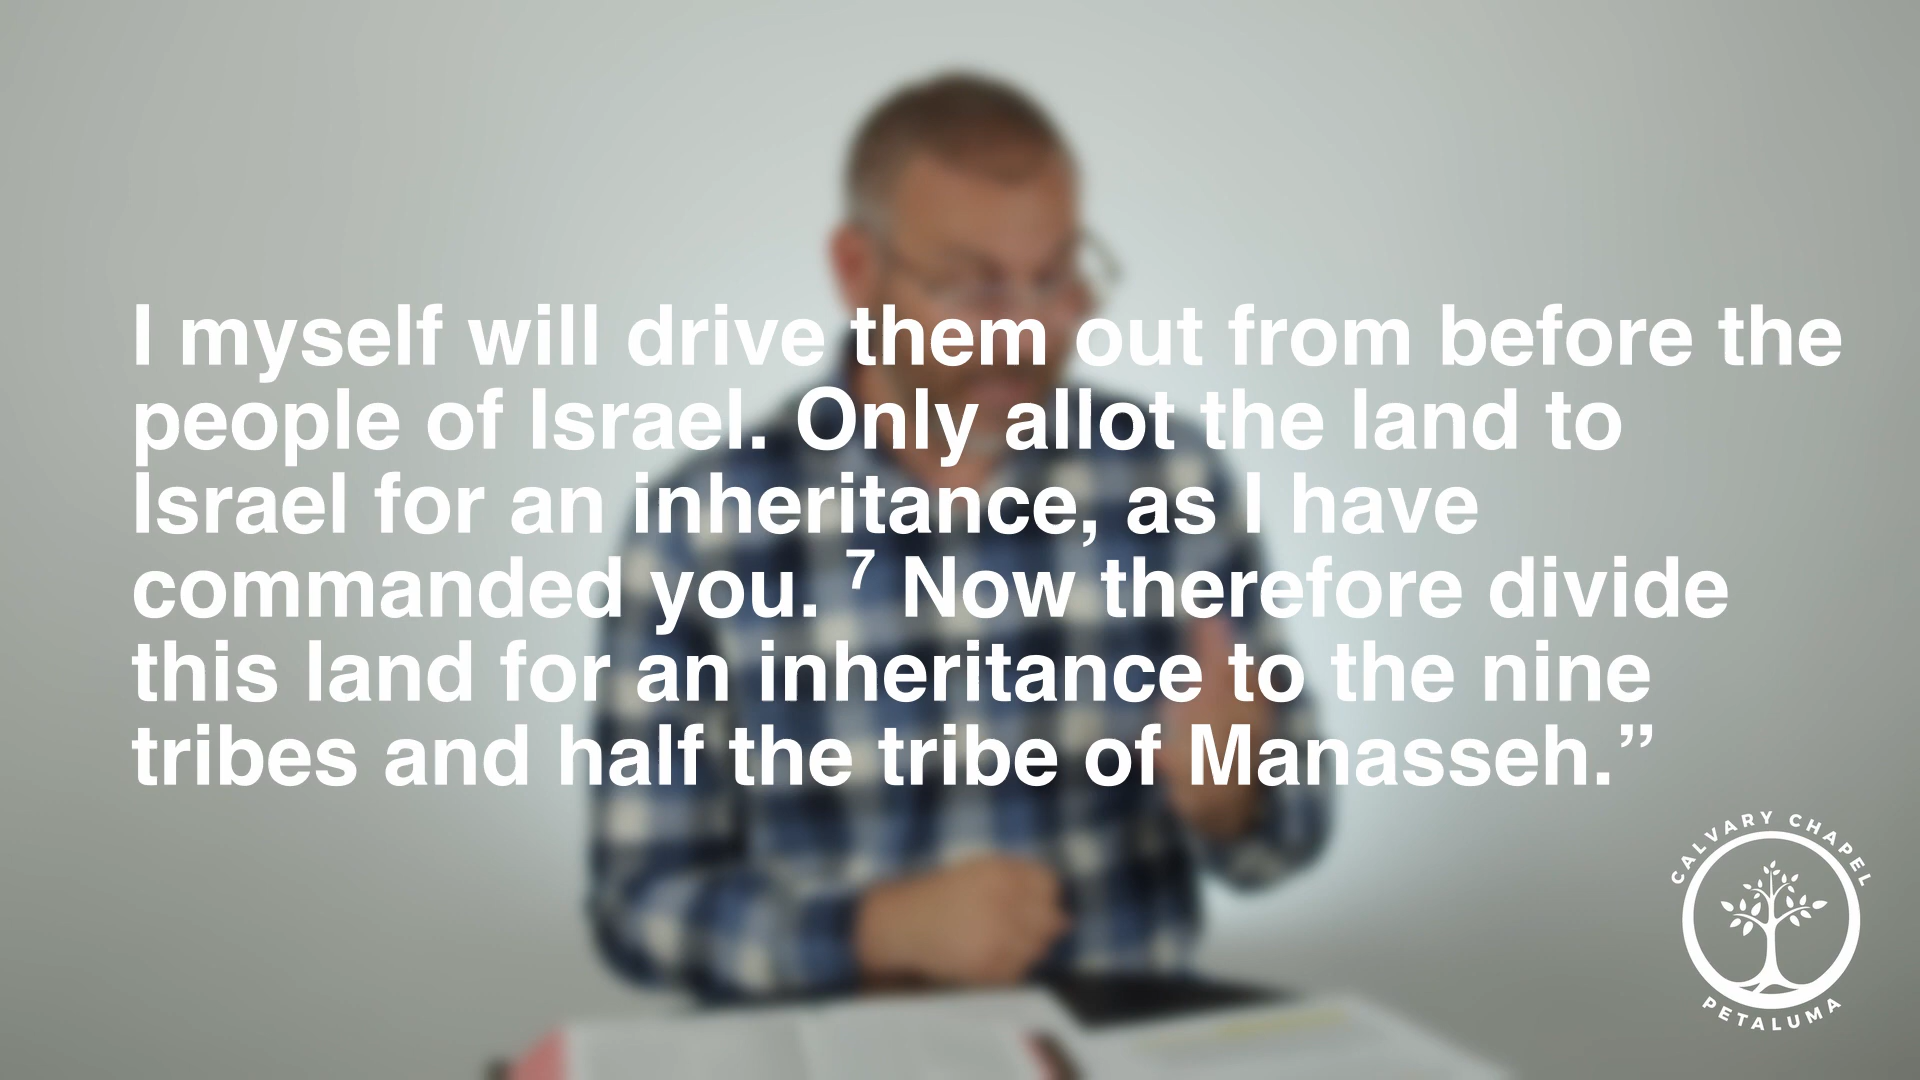 I myself will drive them out from before the
people of Israel. Only allot the land to
Israel for an inheritance, as I have
commanded you. ⁷ Now therefore divide
this land for an inheritance to the nine
tribes and half the tribe of Manasseh.”
CALVARY CHAPEL
PETALUMA